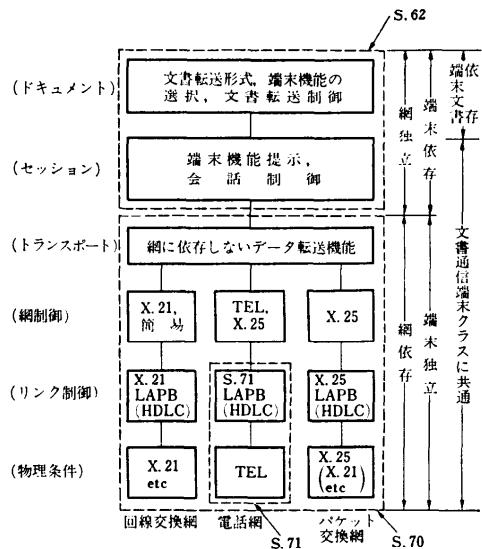 S.62
(ドキュメント)
文書転送形式, 端末機能の
選択, 文書転送制御
(セッション)
端末機能提示,
会話制御
(トランスポート)
網に依存しないデータ転送機能
(網制御)
X.21,
簡易
TEL,
X.25
X.25
(リンク制御)
X.21
LAPB
(HDLC)
S.71
LAPB
(HDLC)
X.25
LAPB
(HDLC)
(物理条件)
X.21
etc
TEL
X.25
(X.21)
etc
回線交換網
電話網
パケット
交換網
S.71
S.70
網独立
端末依存
端末文書
依存
網依存
端末独立
文書通信端末クラスに共通